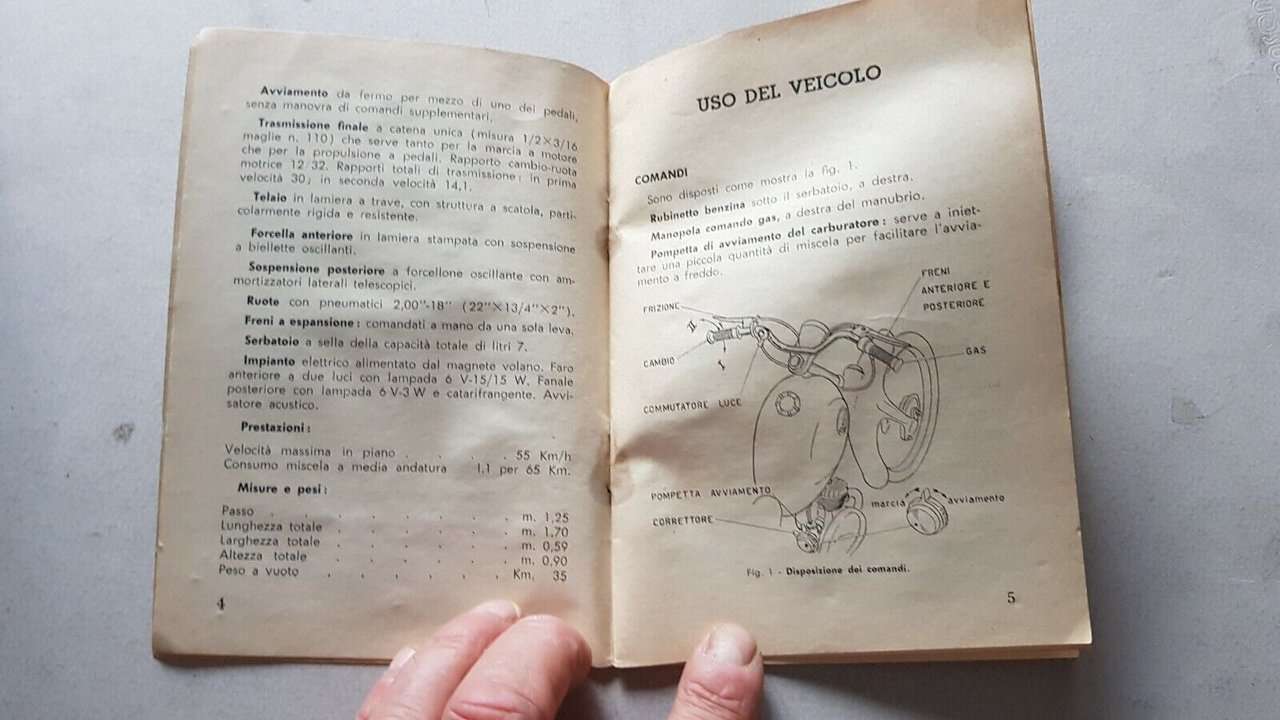 Avviamento da fermo per mezzo di uno dei pedali,
senza manovra di comandi supplementari.
Trasmissione finale a catena unica (misura 1/2×3/16
maglie n. 110) che serve tanto per la marcia a motore
che per la propulsione a pedali. Rapporto cambio-ruota
motrice 12/32. Rapporti totali di trasmissione: in prima
velocità 30; in seconda velocità 14,1.
Telaio in lamiera a trave, con struttura a scatola, parti-
colarmente rigida e resistente.
Forcella anteriore in lamiera stampata con sospensione
a biellette oscillanti.
Sospensione posteriore a forcellone oscillante con am-
mortizzatori laterali telescopici.
Ruote con pneumatici 2,00"-18" (22"×13/4"×2").
Freni a espansione: comandati a mano da una sola leva.
Serbatoio a sella della capacità totale di litri 7.
Impianto elettrico alimentato dal magnete volano. Faro
anteriore a due luci con lampada 6 V-15/15 W. Fanale
posteriore con lampada 6 V-3 W e catarifrangente. Avvi-
satore acustico.
Prestazioni:
Velocità massima in piano . . . . 55 Km/h
Consumo miscela a media andatura l.1 per 65 Km.
Misure e pesi:
Passo . . . . . . . m. 1,25
Lunghezza totale . . . . . m. 1,70
Larghezza totale . . . . . m. 0,59
Altezza totale . . . . . m. 0,90
Peso a vuoto . . . . . Km. 35
4
USO DEL VEICOLO
COMANDI
Sono disposti come mostra la fig. 1.
Rubinetto benzina sotto il serbatoio, a destra.
Manopola comando gas, a destra del manubrio.
Pompetta di avviamento del carburatore: serve a iniet-
tare una piccola quantità di miscela per facilitare l'avvia-
mento a freddo.
FRENI
ANTERIORE E
POSTERIORE
FRIZIONE
II
CAMBIO
I
GAS
COMMUTATORE LUCE
POMPETTA AVVIAMENTO
marcia
avviamento
CORRETTORE
Fig. 1 - Disposizione dei comandi.
5